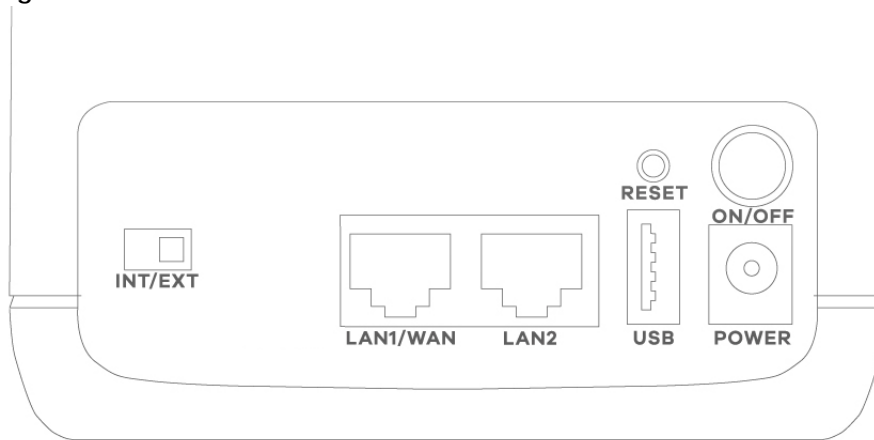 RESET
ON/OFF
INT/EXT
LAN1/WAN
LAN2
USB
POWER